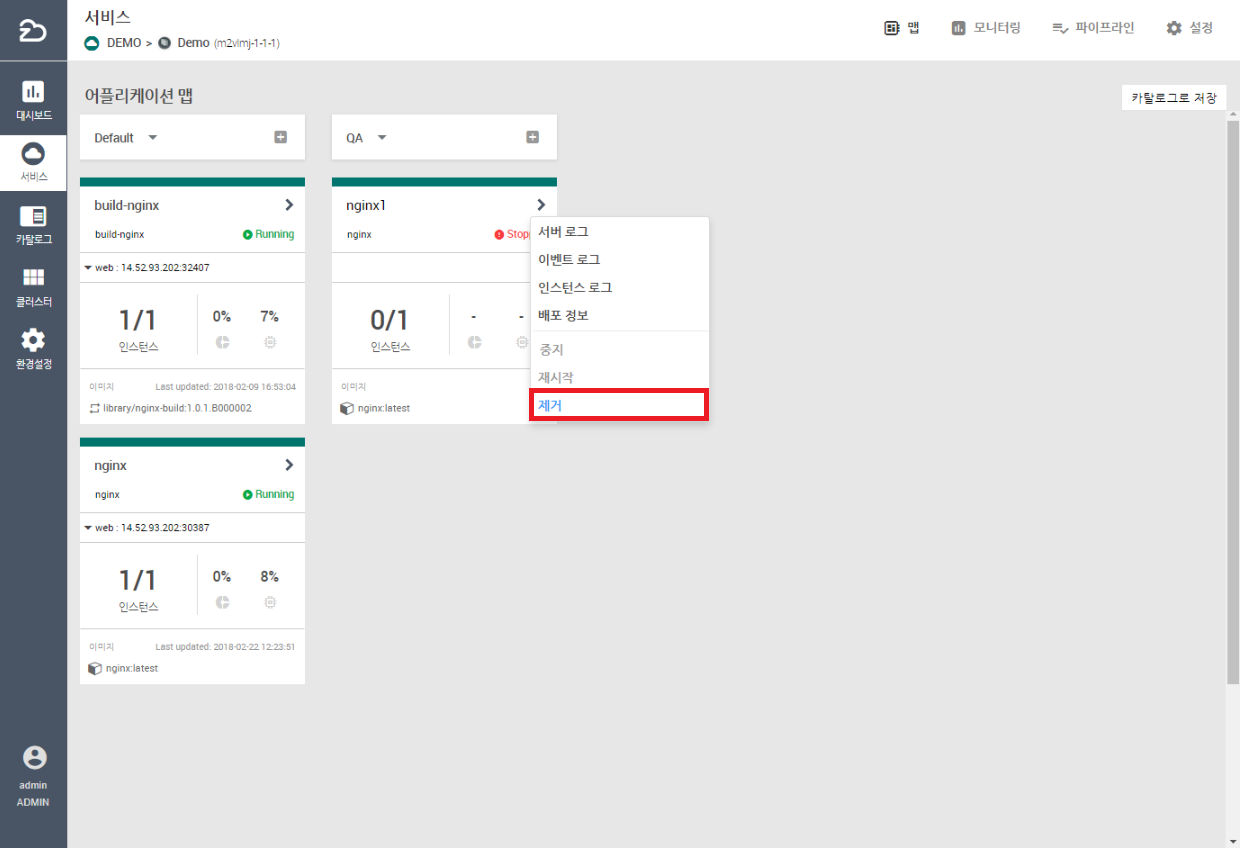 서비스
DEMO > Demo (m2vlmj-1-1-1)
맵
모니터링
파이프라인
설정
대시보드
서비스
카탈로그
클러스터
환경설정
admin
ADMIN
어플리케이션 맵
카탈로그로 저장
Default
QA
build-nginx
build-nginx
Running
web : 14.52.93.202:32407
1/1
인스턴스
0%
7%
이미지
Last updated: 2018-02-09 16:53:04
library/nginx-build:1.0.1.B000002
nginx1
nginx
Stopp
0/1
인스턴스
-
-
이미지
nginx:latest
서버 로그
이벤트 로그
인스턴스 로그
배포 정보
중지
재시작
제거
nginx
nginx
Running
web : 14.52.93.202:30387
1/1
인스턴스
0%
8%
이미지
Last updated: 2018-02-22 12:23:51
nginx:latest